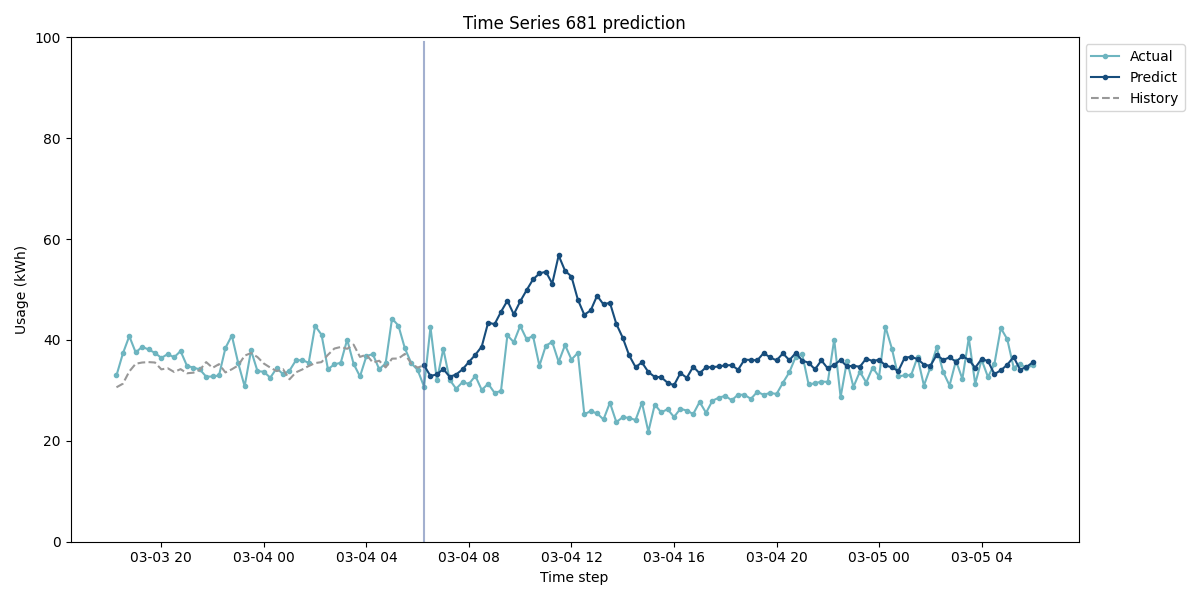 Time Series 681 prediction
Usage (kWh)
100
80
60
40
20
0
03-03 20
03-04 00
03-04 04
03-04 08
03-04 12
03-04 16
03-04 20
03-05 00
03-05 04
Time step
Actual
Predict
History